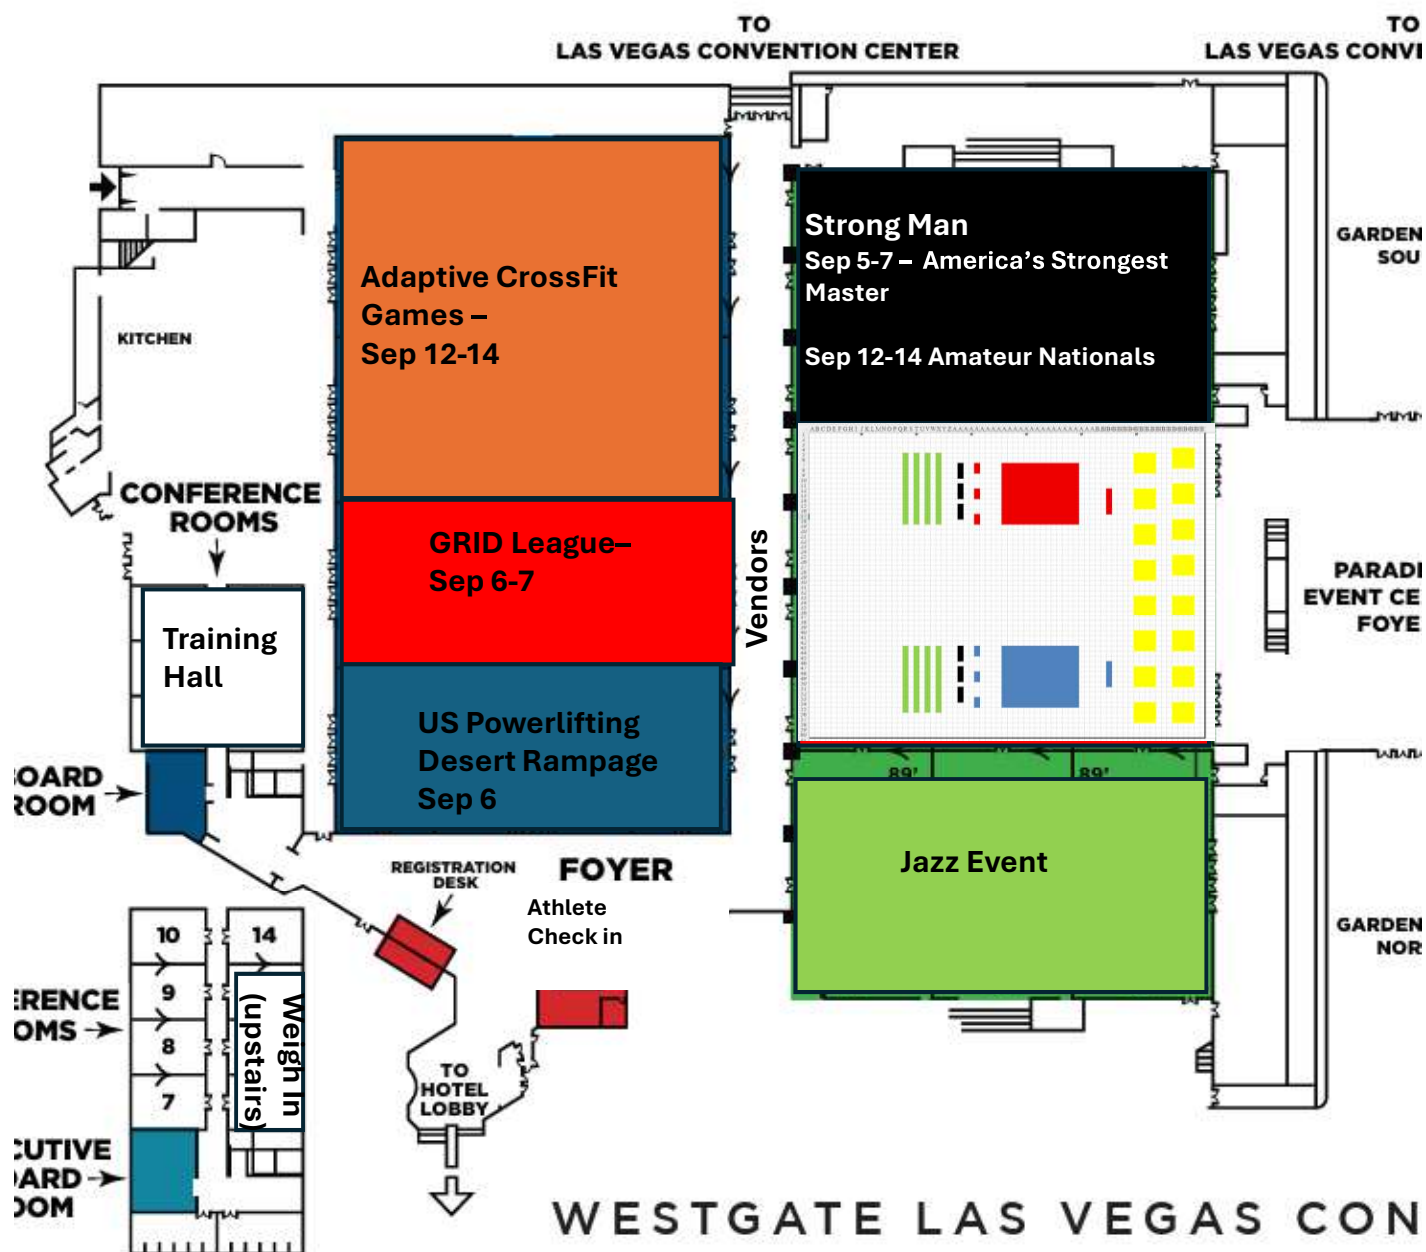 TO
LAS VEGAS CONVENTION CENTER
TO
LAS VEGAS CONVE
Adaptive CrossFit
Games –
Sep 12-14
Strong Man
Sep 5-7 – America's Strongest
Master
Sep 12-14 Amateur Nationals
GARDEN
SOU
KITCHEN
CONFERENCE
ROOMS
GRID League–
Sep 6-7
Vendors
PARADI
EVENT CE
FOYE
Training
Hall
US Powerlifting
Desert Rampage
Sep 6
BOARD
ROOM
89'
89'
Jazz Event
REGISTRATION
DESK
FOYER
Athlete
Check in
GARDEN
NOR
10
14
9
8
7
ERENCE
OMS
Weigh In
(upstairs)
TO
HOTEL
LOBBY
CUTIVE
ARD
OOM
WESTGATE LAS VEGAS CON